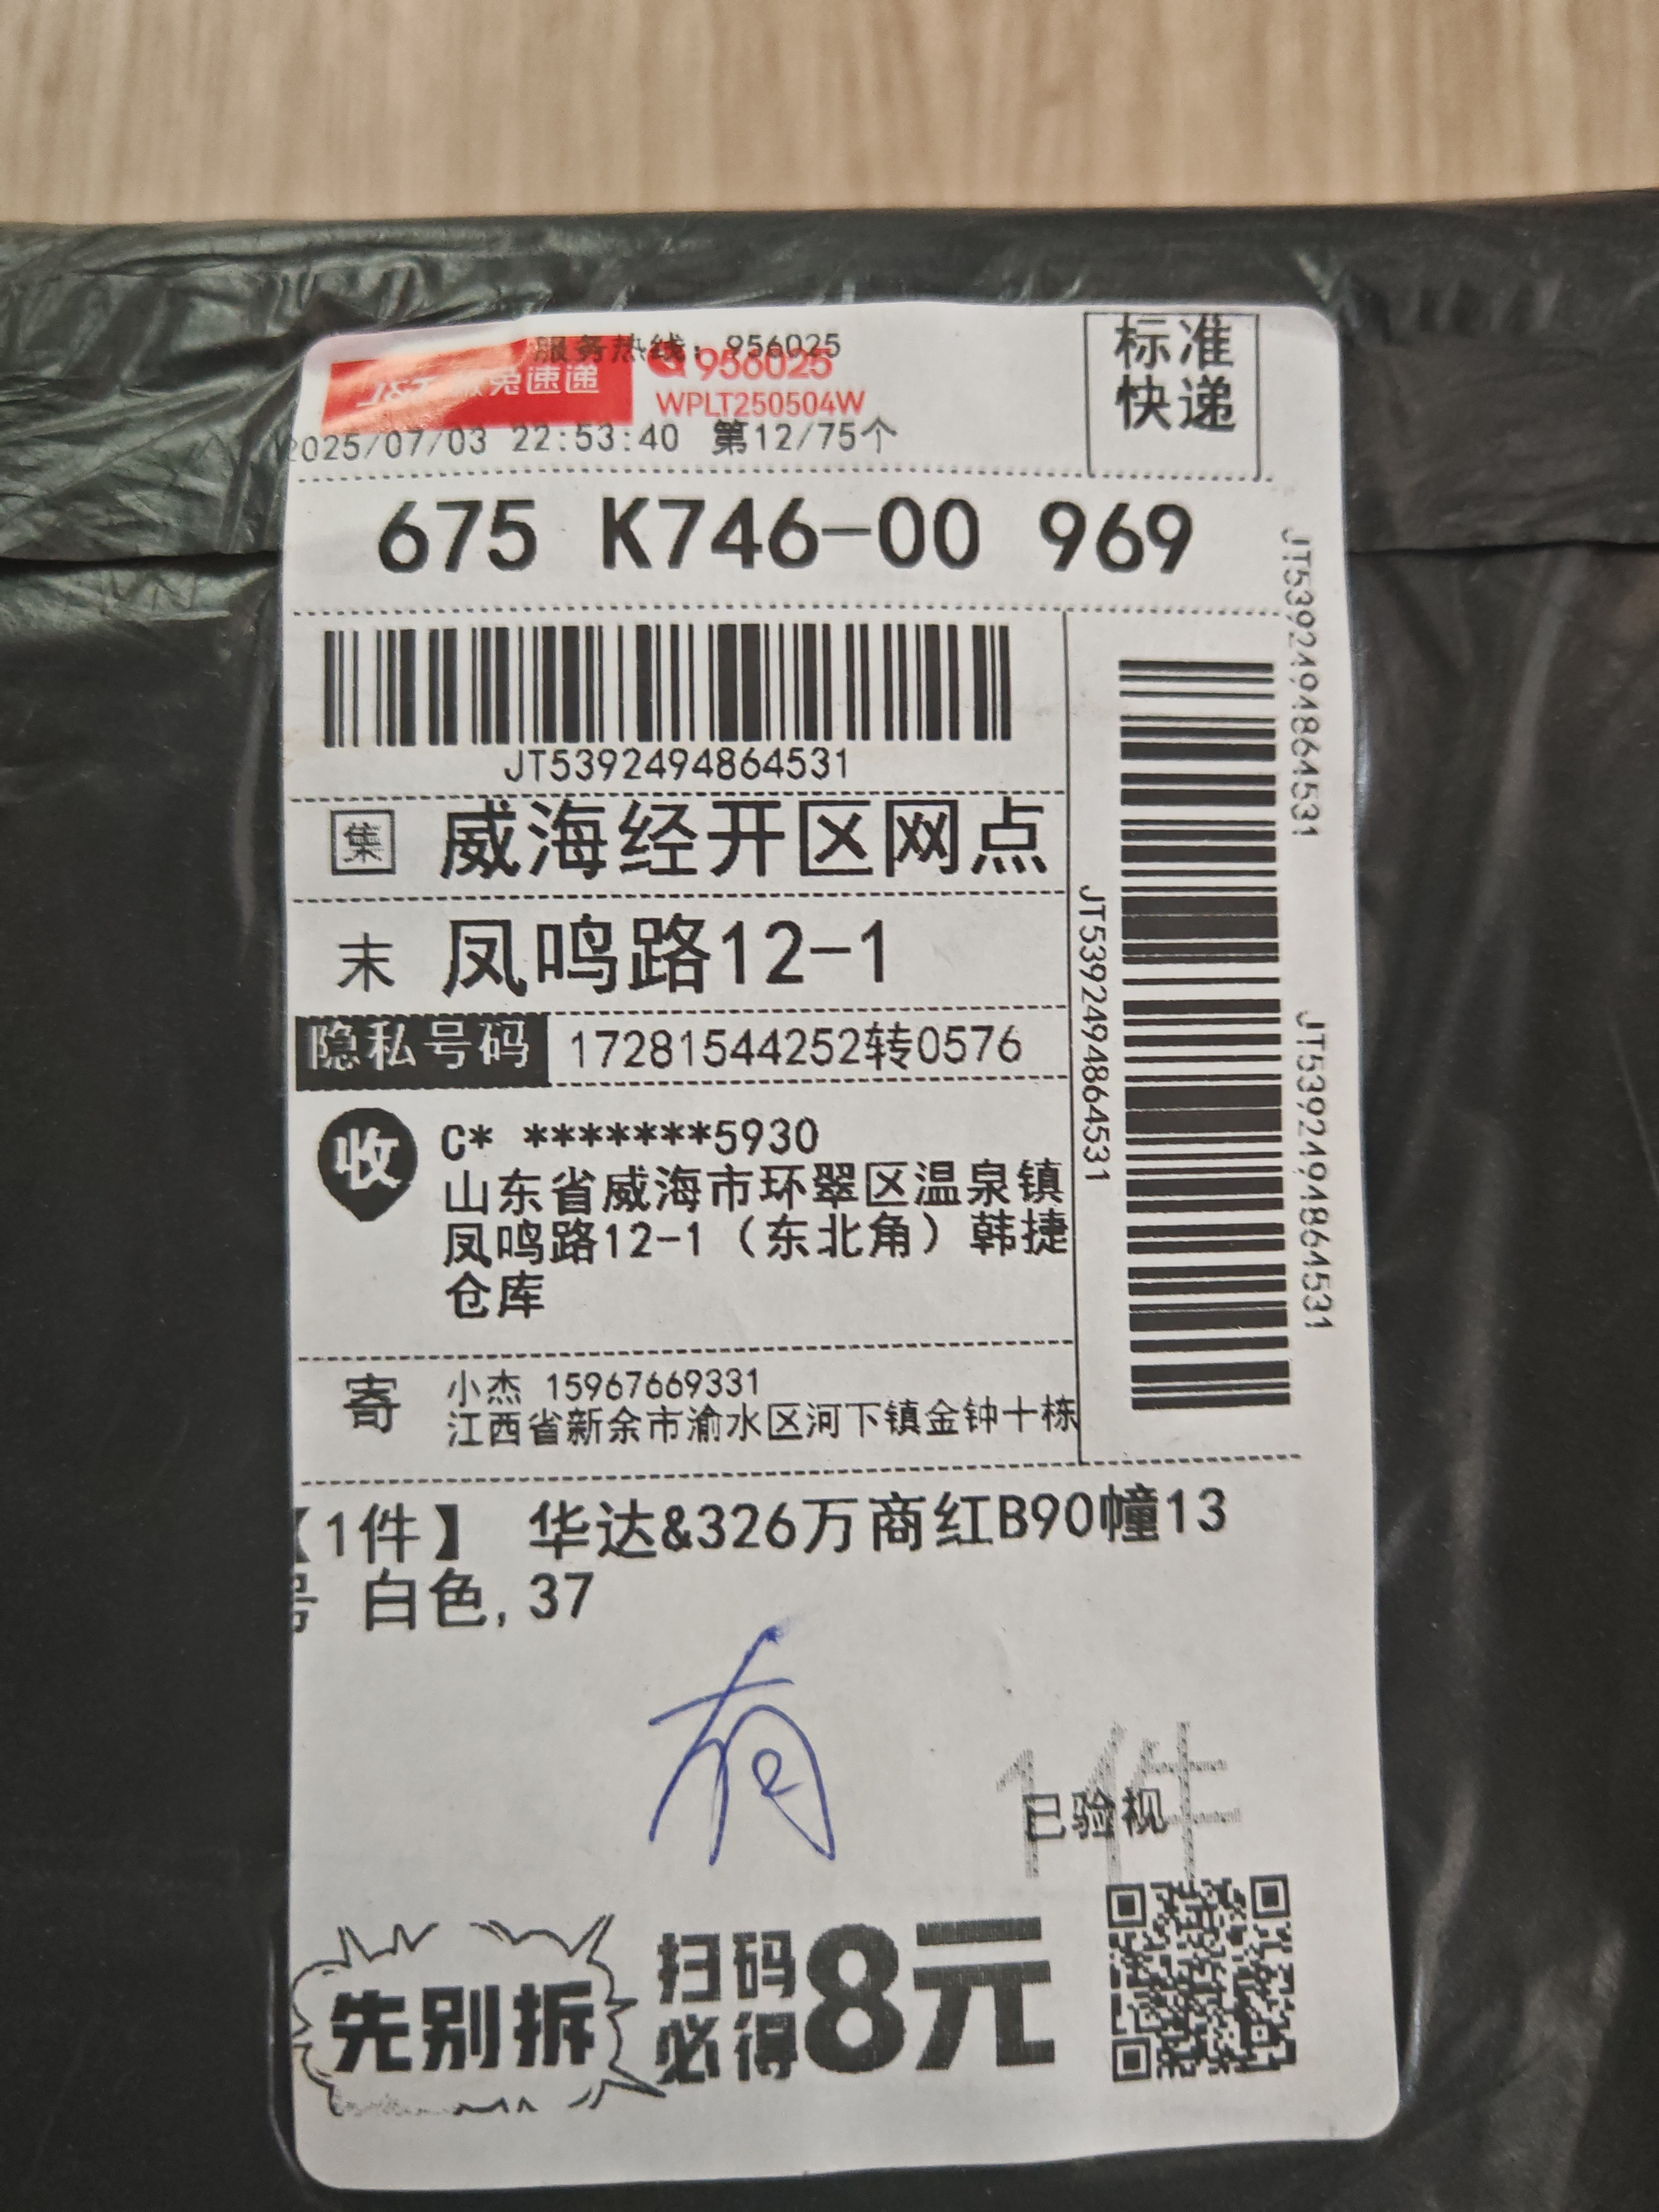 服务热线：956025
J&T 极兔速递
956025
WPLT250504W
2025/07/03 22:53:40 第12/75个
标准
快递
675 K746-00 969
JT5392494864531
集 威海经开区网点
末 凤鸣路12-1
隐私号码 17281544252转0576
收 C* *******5930
山东省威海市环翠区温泉镇
凤鸣路12-1（东北角）韩捷
仓库
寄 小杰 15967669331
江西省新余市渝水区河下镇金钟十栋
JT5392494864531
JT5392494864531
JT5392494864531
【1件】 华达&326万商红B90幢13
号 白色,37
有
1件
已验视
先别拆
扫码
必得
8元